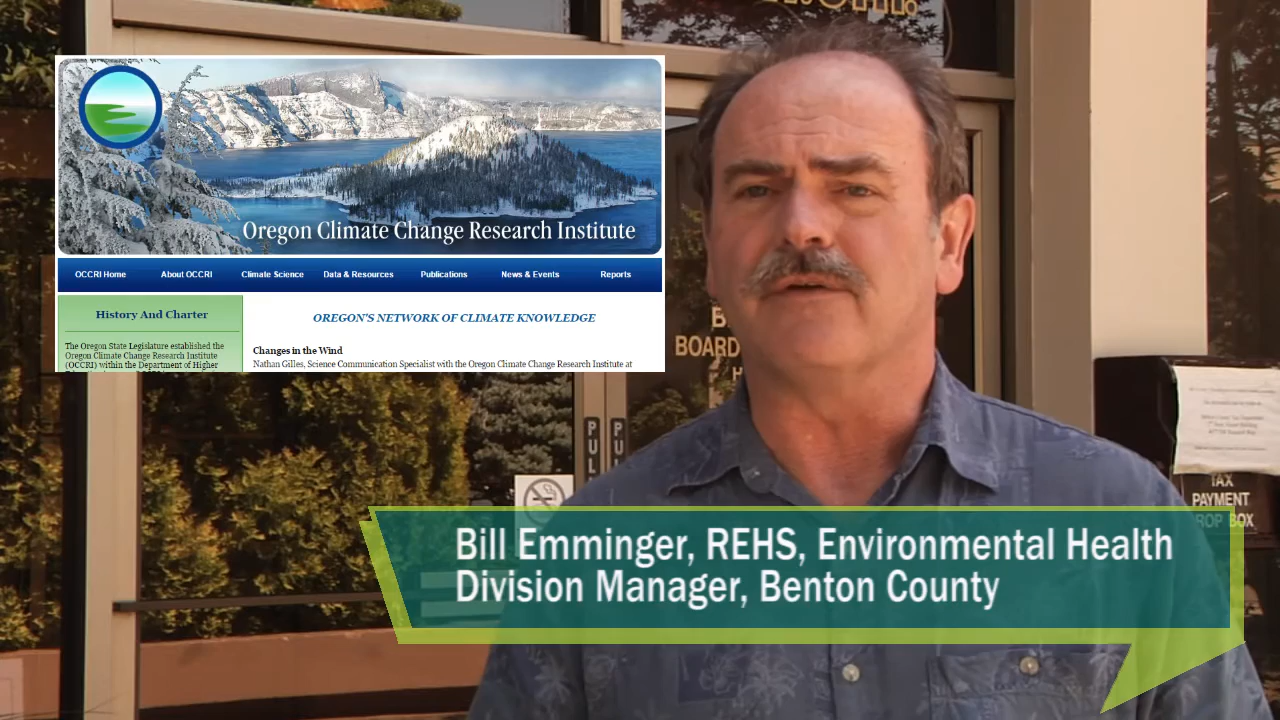 Oregon Climate Change Research Institute
OCCRI Home About OCCRI Climate Science Data & Resources Publications News & Events Reports
History And Charter
The Oregon State Legislature established the
Oregon Climate Change Research Institute
(OCCRI) within the Department of Higher
OREGON'S NETWORK OF CLIMATE KNOWLEDGE
Changes in the Wind
Nathan Gilles, Science Communication Specialist with the Oregon Climate Change Research Institute at
BOARD
PUL
PU
TAX
PAYMENT
DROP BOX
Bill Emminger, REHS, Environmental Health
Division Manager, Benton County